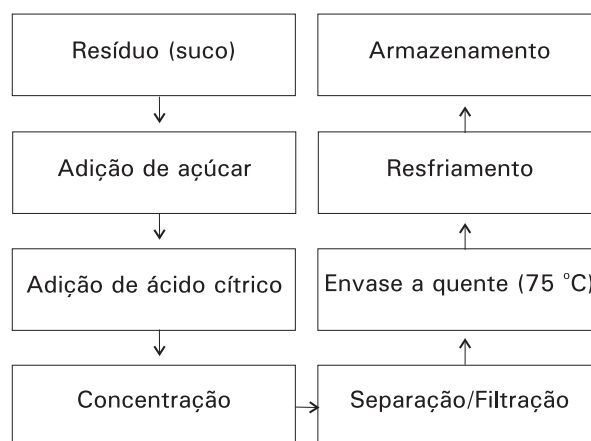 Resíduo (suco)
Adição de açúcar
Adição de ácido cítrico
Concentração
Separação/Filtração
Envase a quente (75 °C)
Resfriamento
Armazenamento